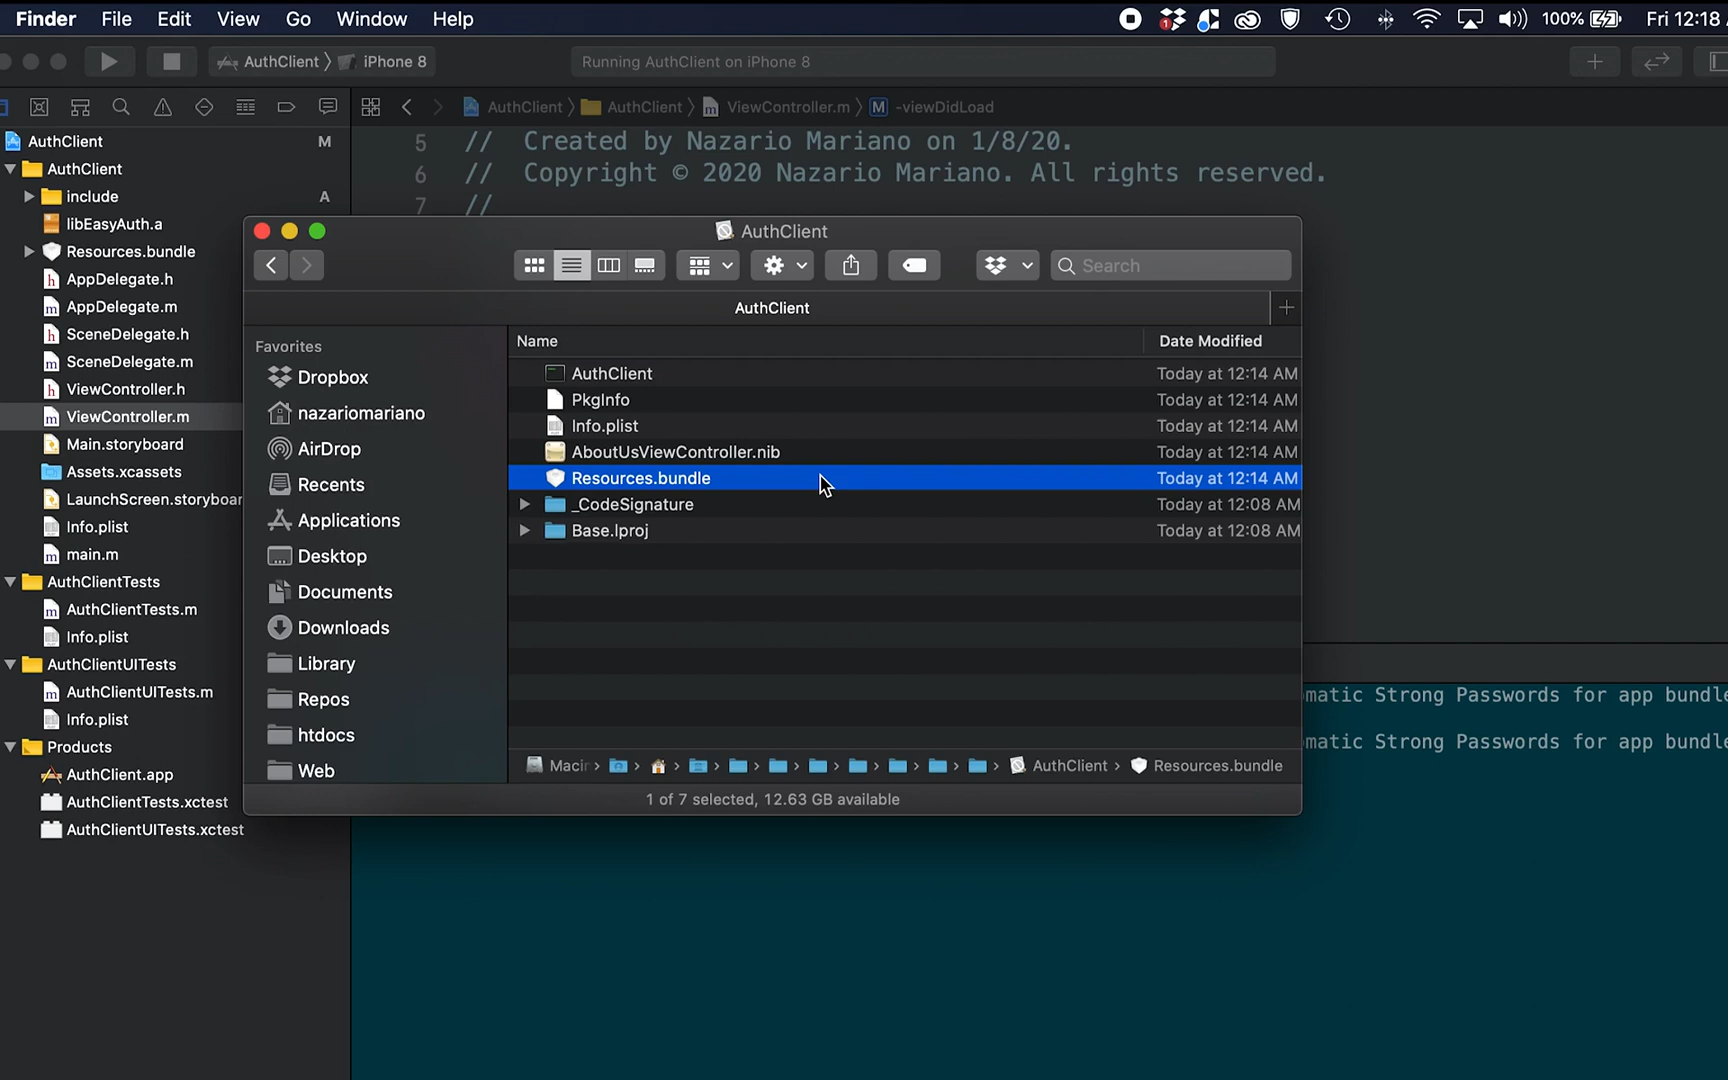 Finder File Edit View Go Window Help 1 100% Fri 12:18
AuthClient iPhone 8 Running AuthClient on iPhone 8
AuthClient AuthClient ViewController.m M -viewDidLoad
AuthClient M
AuthClient
include A
libEasyAuth.a
Resources.bundle
h AppDelegate.h
m AppDelegate.m
h SceneDelegate.h
m SceneDelegate.m
h ViewController.h
m ViewController.m
Main.storyboard
Assets.xcassets
LaunchScreen.storyboar
Info.plist
m main.m
AuthClientTests
m AuthClientTests.m
Info.plist
AuthClientUITests
m AuthClientUITests.m
Info.plist
Products
AuthClient.app
AuthClientTests.xctest
AuthClientUITests.xctest
5 // Created by Nazario Mariano on 1/8/20.
6 // Copyright © 2020 Nazario Mariano. All rights reserved.
7 //
AuthClient
Search
AuthClient
Favorites
Dropbox
nazariomariano
AirDrop
Recents
Applications
Desktop
Documents
Downloads
Library
Repos
htdocs
Web
Name Date Modified
AuthClient Today at 12:14 AM
PkgInfo Today at 12:14 AM
Info.plist Today at 12:14 AM
AboutUsViewController.nib Today at 12:14 AM
Resources.bundle Today at 12:14 AM
_CodeSignature Today at 12:08 AM
Base.lproj Today at 12:08 AM
Macin AuthClient Resources.bundle
1 of 7 selected, 12.63 GB available
matic Strong Passwords for app bundle
matic Strong Passwords for app bundle